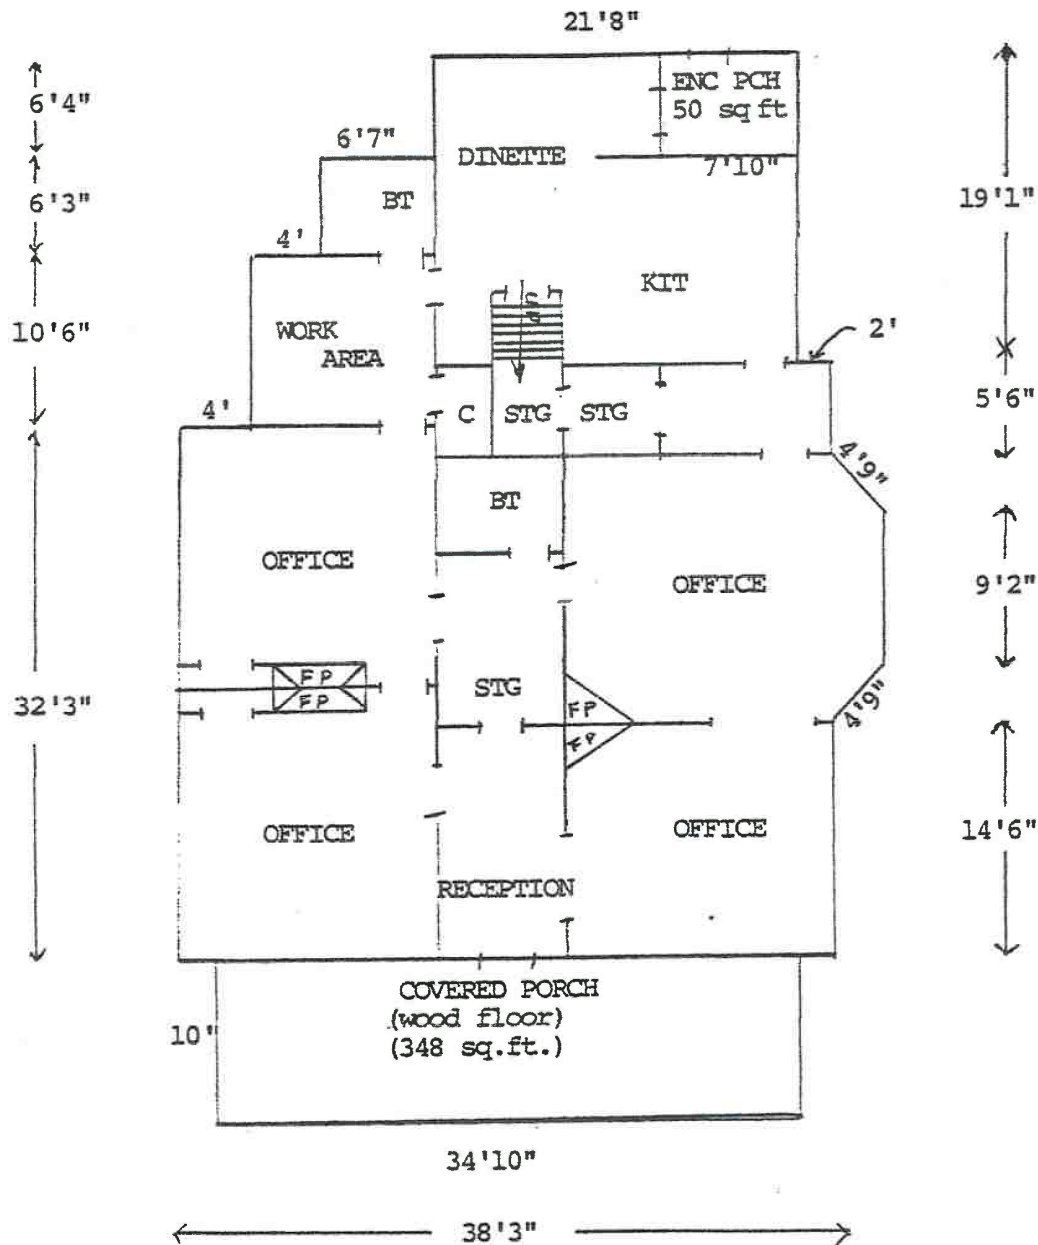 21'8"
6'4"
ENC PCH
50 sq ft
6'7"
DINETTE
7'10"
6'3"
BT
19'1"
4'
KIT
UP
10'6"
WORK
AREA
2'
4'
C
STG
STG
5'6"
4'9"
BT
OFFICE
OFFICE
9'2"
FP
FP
STG
FP
FP
4'9"
32'3"
OFFICE
OFFICE
14'6"
RECEPTION
COVERED PORCH
(wood floor)
(348 sq.ft.)
10'
34'10"
38'3"